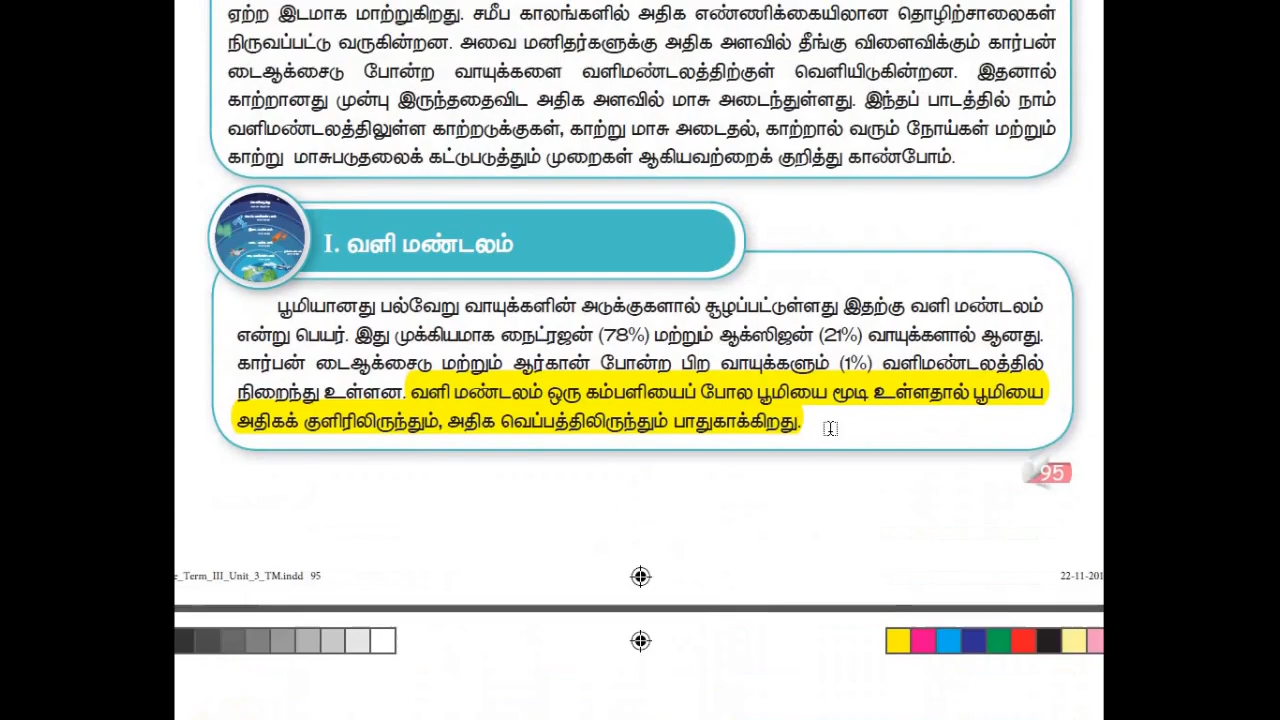 ஏற்ற இடமாக மாற்றுகிறது. சமீப காலங்களில் அதிக எண்ணிக்கையிலான தொழிற்சாலைகள்
நிருவப்பட்டு வருகின்றன. அவை மனிதர்களுக்கு அதிக அளவில் தீங்கு விளைவிக்கும் கார்பன்
டைஆக்சைடு போன்ற வாயுக்களை வளிமண்டலத்திற்குள் வெளியிடுகின்றன. இதனால்
காற்றானது முன்பு இருந்ததைவிட அதிக அளவில் மாசு அடைந்துள்ளது. இந்தப் பாடத்தில் நாம்
வளிமண்டலத்திலுள்ள காற்றடுக்குகள், காற்று மாசு அடைதல், காற்றால் வரும் நோய்கள் மற்றும்
காற்று மாசுபடுதலைக் கட்டுபடுத்தும் முறைகள் ஆகியவற்றைக் குறித்து காண்போம்.
I. வளி மண்டலம்
பூமியானது பல்வேறு வாயுக்களின் அடுக்குகளால் சூழப்பட்டுள்ளது இதற்கு வளி மண்டலம்
என்று பெயர். இது முக்கியமாக நைட்ரஜன் (78%) மற்றும் ஆக்ஸிஜன் (21%) வாயுக்களால் ஆனது.
கார்பன் டைஆக்சைடு மற்றும் ஆர்கான் போன்ற பிற வாயுக்களும் (1%) வளிமண்டலத்தில்
நிறைந்து உள்ளன. வளி மண்டலம் ஒரு கம்பளியைப் போல பூமியை மூடி உள்ளதால் பூமியை
அதிகக் குளிரிலிருந்தும், அதிக வெப்பத்திலிருந்தும் பாதுகாக்கிறது.
95
e_Term_III_Unit_3_TM.indd 95
22-11-201